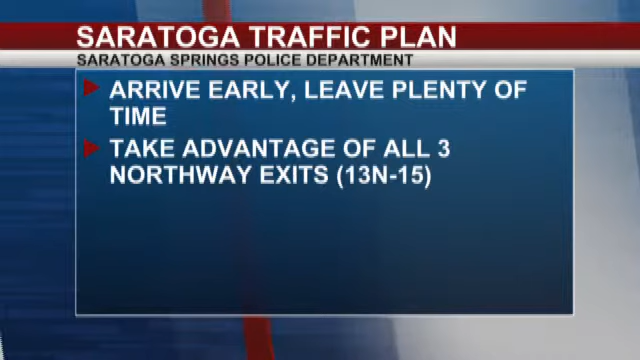 SARATOGA TRAFFIC PLAN
SARATOGA SPRINGS POLICE DEPARTMENT
ARRIVE EARLY, LEAVE PLENTY OF
TIME
TAKE ADVANTAGE OF ALL 3
NORTHWAY EXITS (13N-15)